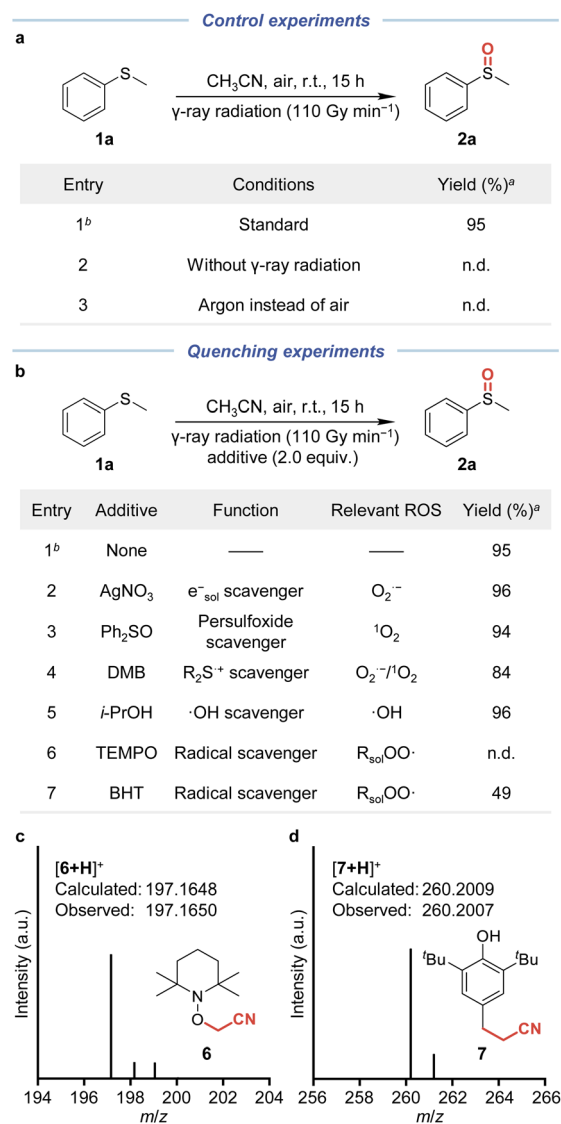 Control experiments
a
S
CH₃CN, air, r.t., 15 h
γ-ray radiation (110 Gy min⁻¹)
O
S
1a
2a
Entry Conditions Yield (%)ᵃ
1ᵇ Standard 95
2 Without γ-ray radiation n.d.
3 Argon instead of air n.d.
Quenching experiments
b
S
CH₃CN, air, r.t., 15 h
γ-ray radiation (110 Gy min⁻¹)
additive (2.0 equiv.)
O
S
1a
2a
Entry Additive Function Relevant ROS Yield (%)ᵃ
1ᵇ None —— —— 95
2 AgNO₃ e⁻sol scavenger O₂·⁻ 96
3 Ph₂SO Persulfoxide scavenger ¹O₂ 94
4 DMB R₂S·⁺ scavenger O₂·⁻/¹O₂ 84
5 i-PrOH ·OH scavenger ·OH 96
6 TEMPO Radical scavenger RsolOO· n.d.
7 BHT Radical scavenger RsolOO· 49
c
[6+H]⁺
Calculated: 197.1648
Observed: 197.1650
N
O
CN
6
Intensity (a.u.)
194 196 198 200 202 204
m/z
d
[7+H]⁺
Calculated: 260.2009
Observed: 260.2007
OH
ᵗBu
ᵗBu
CN
7
Intensity (a.u.)
256 258 260 262 264 266
m/z